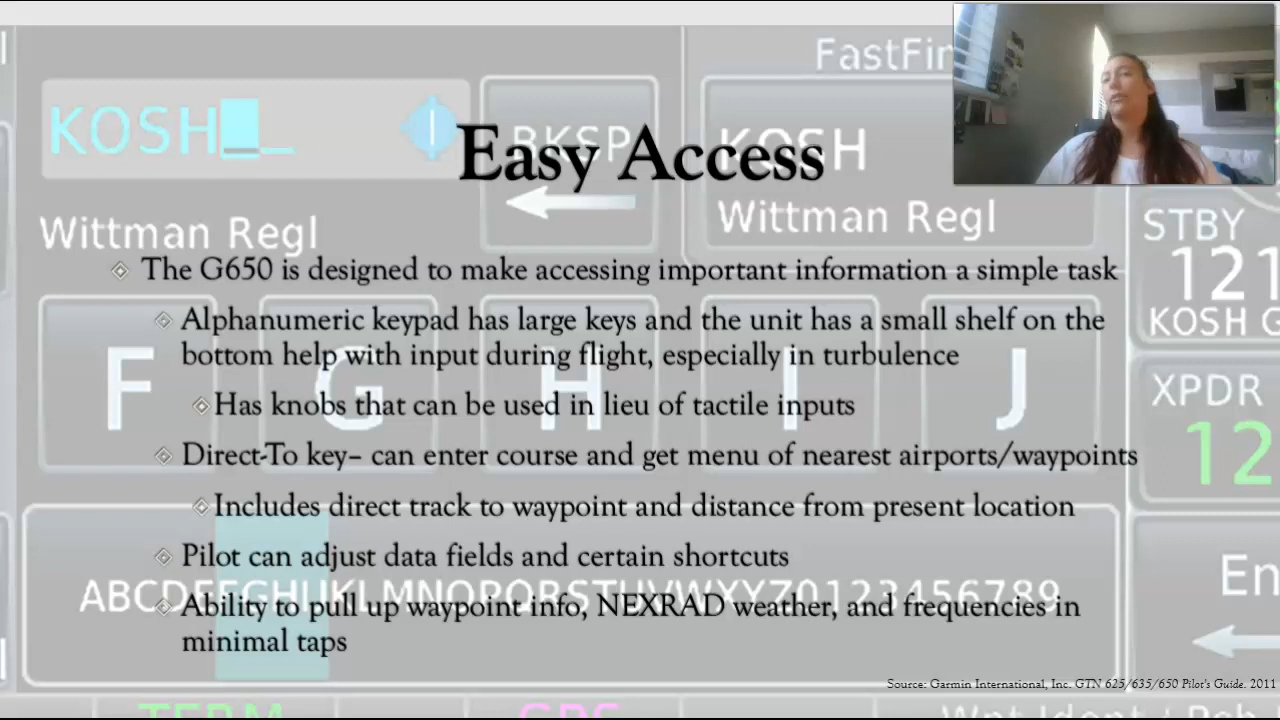 FastFin
KOSH__
BKSP
KOSH
Easy Access
Wittman Regl
Wittman Regl
STBY
121
KOSH G
The G650 is designed to make accessing important information a simple task
Alphanumeric keypad has large keys and the unit has a small shelf on the
bottom help with input during flight, especially in turbulence
F G H I J
XPDR
12
Has knobs that can be used in lieu of tactile inputs
Direct-To key– can enter course and get menu of nearest airports/waypoints
Includes direct track to waypoint and distance from present location
Pilot can adjust data fields and certain shortcuts
En
ABCDEFGHIJKLMNOPQRSTUVWXYZ0123456789
Ability to pull up waypoint info, NEXRAD weather, and frequencies in
minimal taps
Source: Garmin International, Inc. GTN 625/635/650 Pilot's Guide. 2011
TERM
GPS